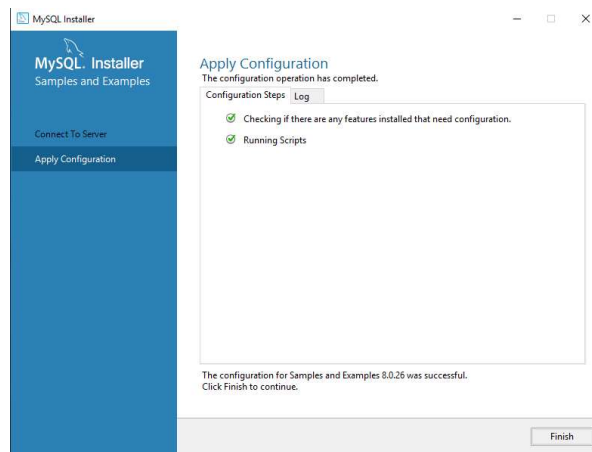 MySQL Installer
MySQL. Installer
Samples and Examples
Connect To Server
Apply Configuration
Apply Configuration
The configuration operation has completed.
Configuration Steps Log
Checking if there are any features installed that need configuration.
Running Scripts
The configuration for Samples and Examples 8.0.26 was successful.
Click Finish to continue.
Finish